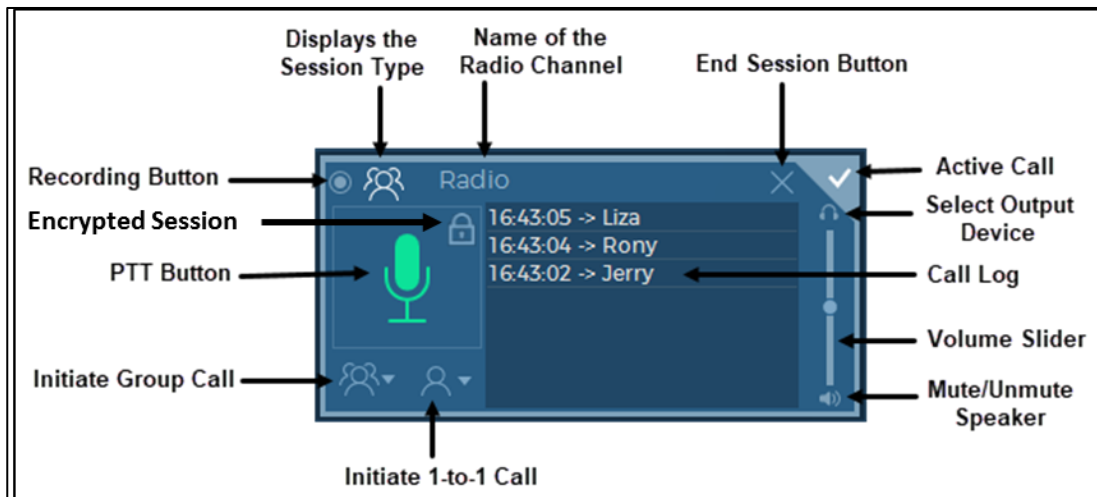 Displays the
Session Type
Name of the
Radio Channel
End Session Button
Recording Button
Radio
Active Call
Encrypted Session
16:43:05 -> Liza
Select Output
Device
16:43:04 -> Rony
PTT Button
16:43:02 -> Jerry
Call Log
Volume Slider
Initiate Group Call
Mute/Unmute
Speaker
Initiate 1-to-1 Call